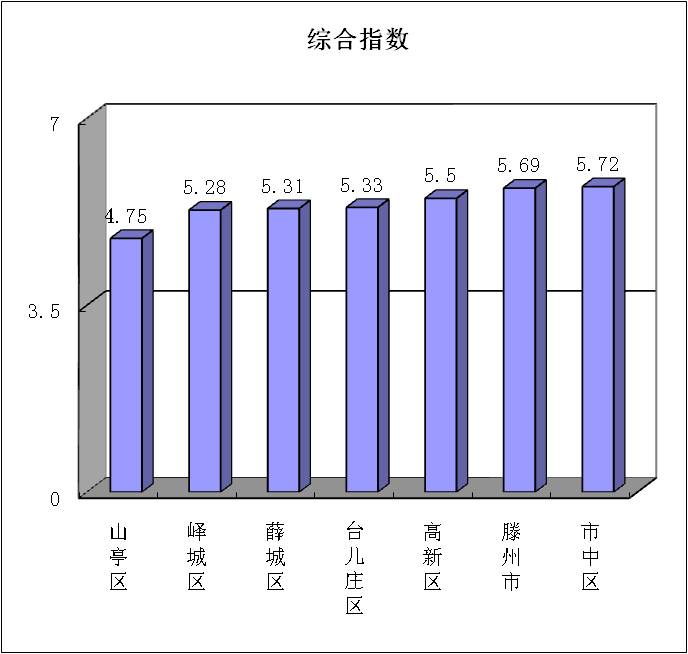 综合指数
7
3.5
0
4.75
5.28
5.31
5.33
5.5
5.69
5.72
山亭区
峄城区
薛城区
台儿庄区
高新区
滕州市
市中区